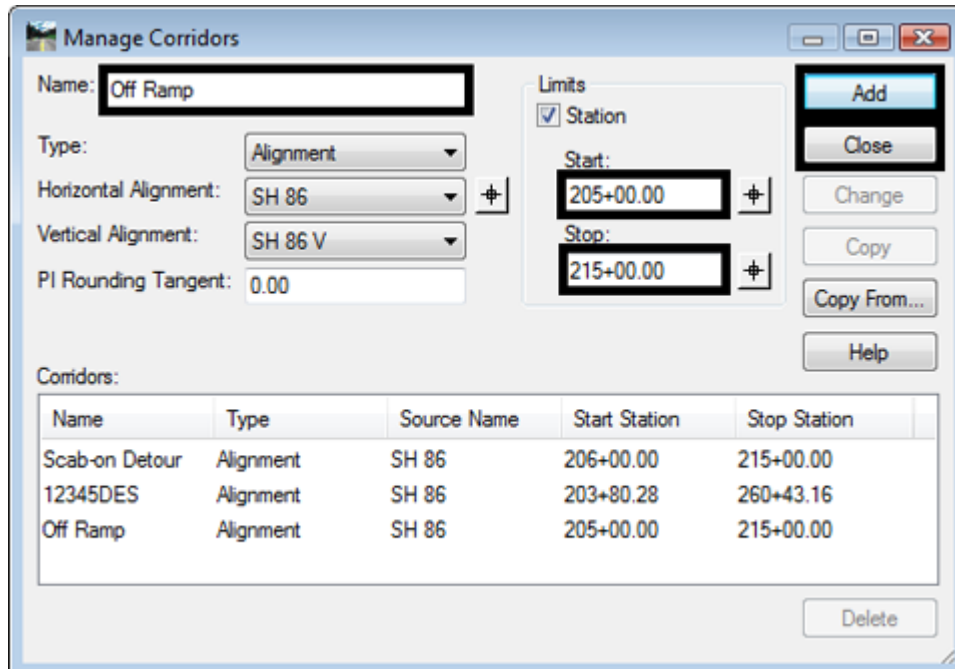 Manage Corridors
Name: Off Ramp
Limits
Station
Add
Type: Alignment
Start:
Close
Horizontal Alignment: SH 86
205+00.00
Change
Vertical Alignment: SH 86 V
Stop:
Copy
PI Rounding Tangent: 0.00
215+00.00
Copy From...
Help
Corridors:
Name Type Source Name Start Station Stop Station
Scab-on Detour Alignment SH 86 206+00.00 215+00.00
12345DES Alignment SH 86 203+80.28 260+43.16
Off Ramp Alignment SH 86 205+00.00 215+00.00
Delete